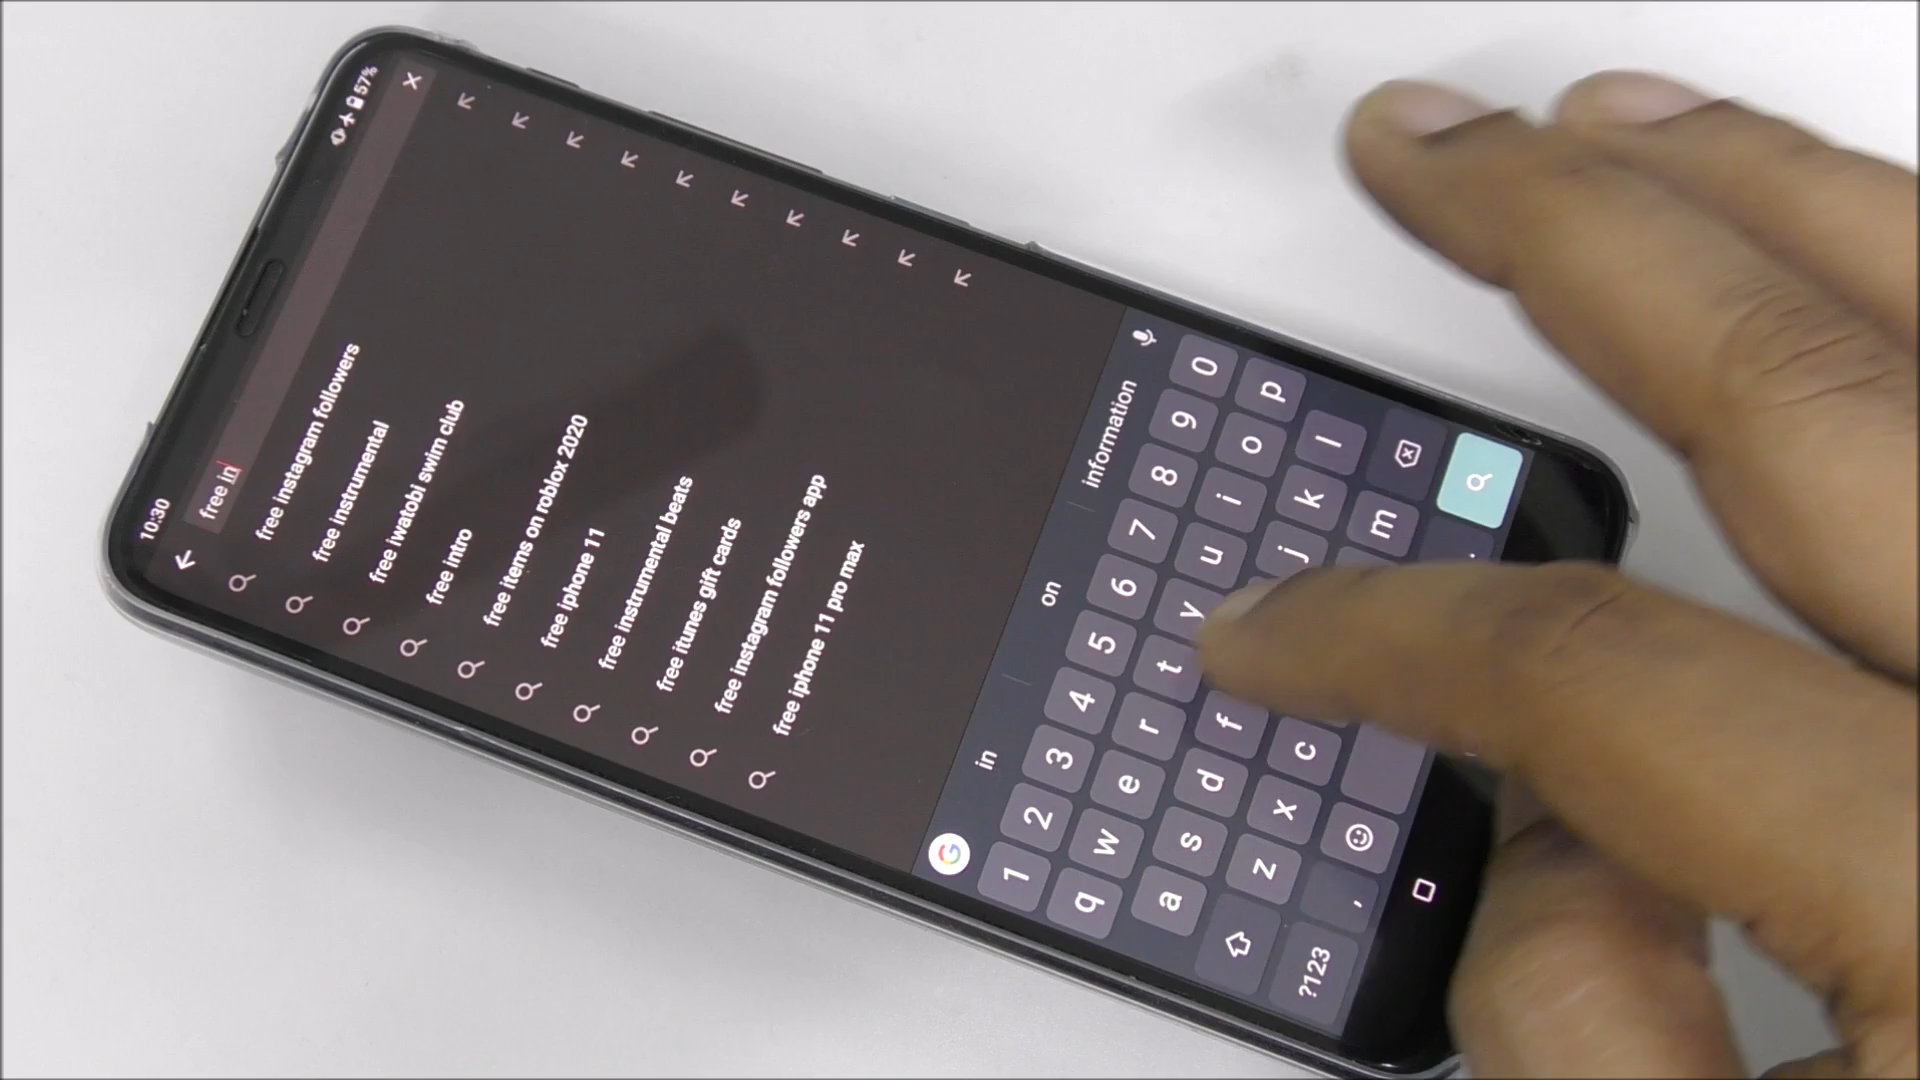 10:30
57%
free in
free instagram followers
free instrumental
free iwatobi swim club
free intro
free items on roblox 2020
free iphone 11
free instrumental beats
free itunes gift cards
free instagram followers app
free iphone 11 pro max
in on information
1 2 3 4 5 6 7 8 9 0
q w e r t y u i o p
a s d f j k l
z x c m
?123 , .